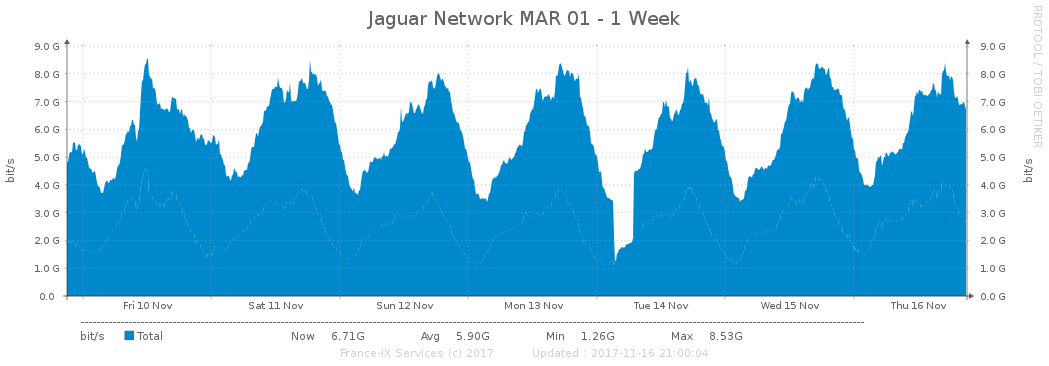 Jaguar Network MAR 01 - 1 Week
RRDTOOL / TOBI OETIKER
bit/s
9.0 G
8.0 G
7.0 G
6.0 G
5.0 G
4.0 G
3.0 G
2.0 G
1.0 G
0.0
9.0 G
8.0 G
7.0 G
6.0 G
5.0 G
4.0 G
3.0 G
2.0 G
1.0 G
0.0 G
bit/s
Fri 10 Nov Sat 11 Nov Sun 12 Nov Mon 13 Nov Tue 14 Nov Wed 15 Nov Thu 16 Nov
bit/s Total Now 6.71G Avg 5.90G Min 1.26G Max 8.53G
France-IX Services (c) 2017 Updated : 2017-11-16 21:00:04